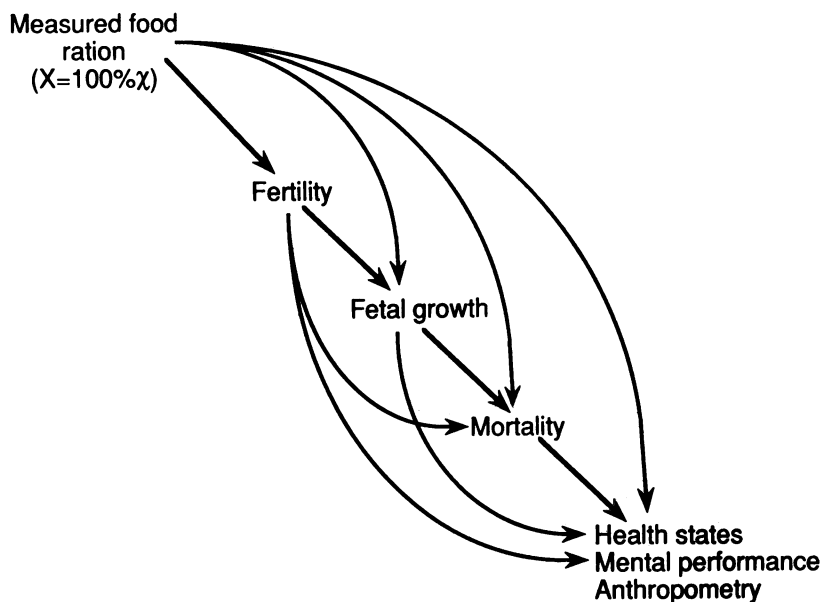 Measured food
ration
(X=100%χ)
Fertility
Fetal growth
Mortality
Health states
Mental performance
Anthropometry